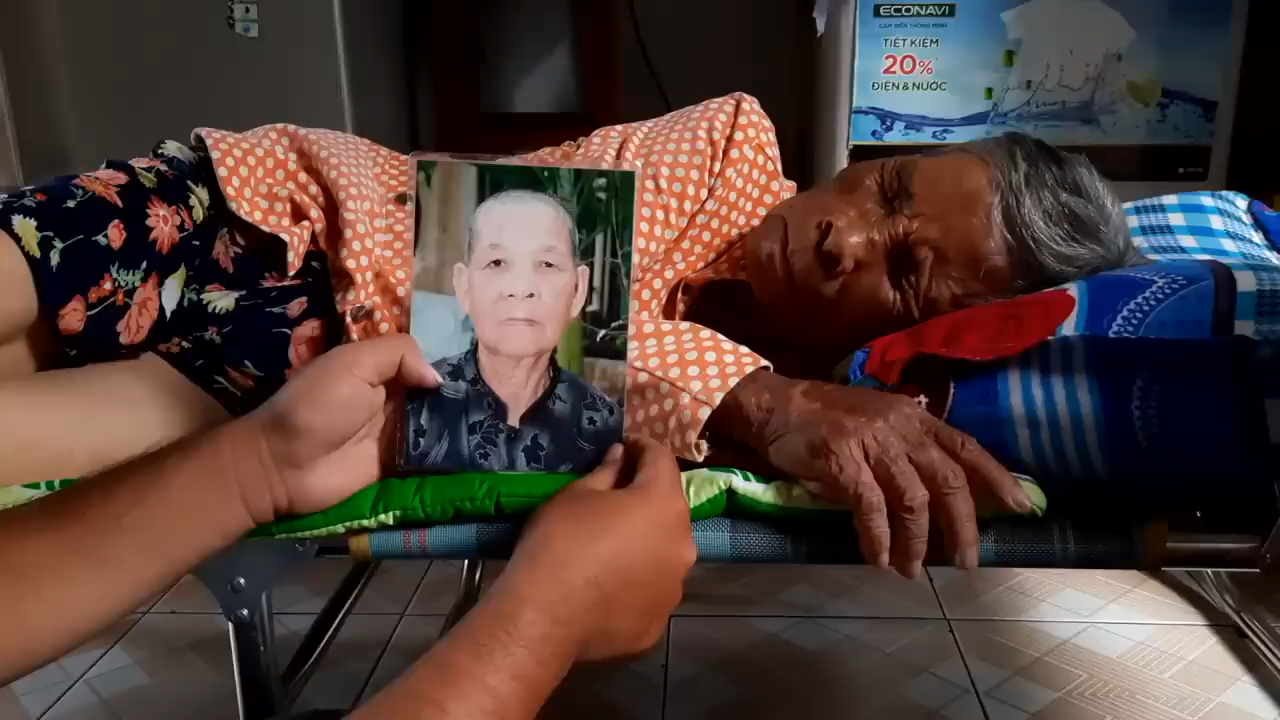 ECONAVI
CẢM BIẾN THÔNG MINH
TIẾT KIỆM
20%
ĐIỆN & NƯỚC